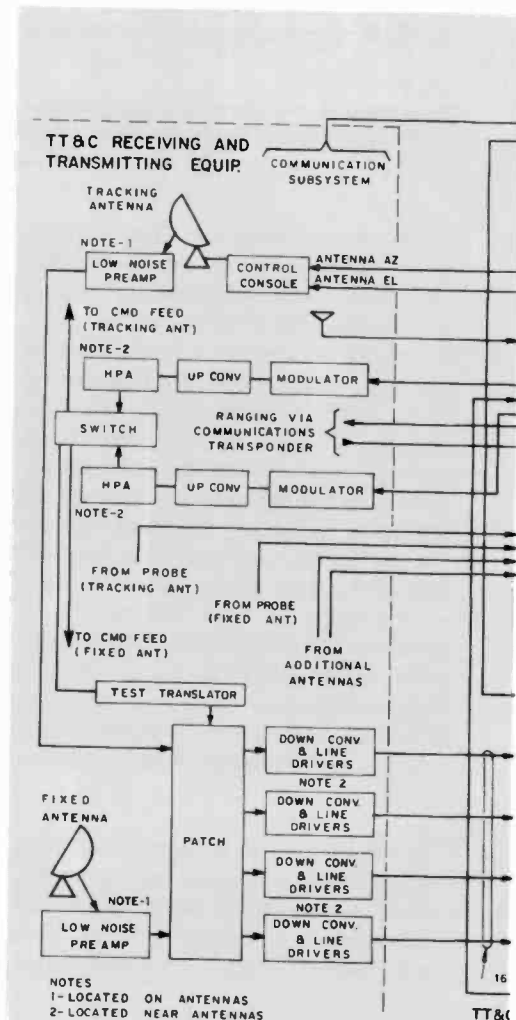 TT&C RECEIVING AND
TRANSMITTING EQUIP.
COMMUNICATION
SUBSYSTEM
TRACKING
ANTENNA
NOTE-1
LOW NOISE
PREAMP
CONTROL
CONSOLE
ANTENNA AZ
ANTENNA EL
TO CMD FEED
(TRACKING ANT)
NOTE-2
HPA
UP CONV
MODULATOR
SWITCH
RANGING VIA
COMMUNICATIONS
TRANSPONDER
HPA
UP CONV
MODULATOR
NOTE-2
FROM PROBE
(TRACKING ANT)
FROM PROBE
(FIXED ANT)
FROM
ADDITIONAL
ANTENNAS
TO CMD FEED
(FIXED ANT)
TEST TRANSLATOR
PATCH
DOWN CONV
& LINE
DRIVERS
NOTE 2
DOWN CONV.
& LINE
DRIVERS
DOWN CONV.
& LINE
DRIVERS
NOTE 2
DOWN CONV.
& LINE
DRIVERS
FIXED
ANTENNA
NOTE-1
LOW NOISE
PRE AMP
16
NOTES
1-LOCATED ON ANTENNAS
2-LOCATED NEAR ANTENNAS
TT&C